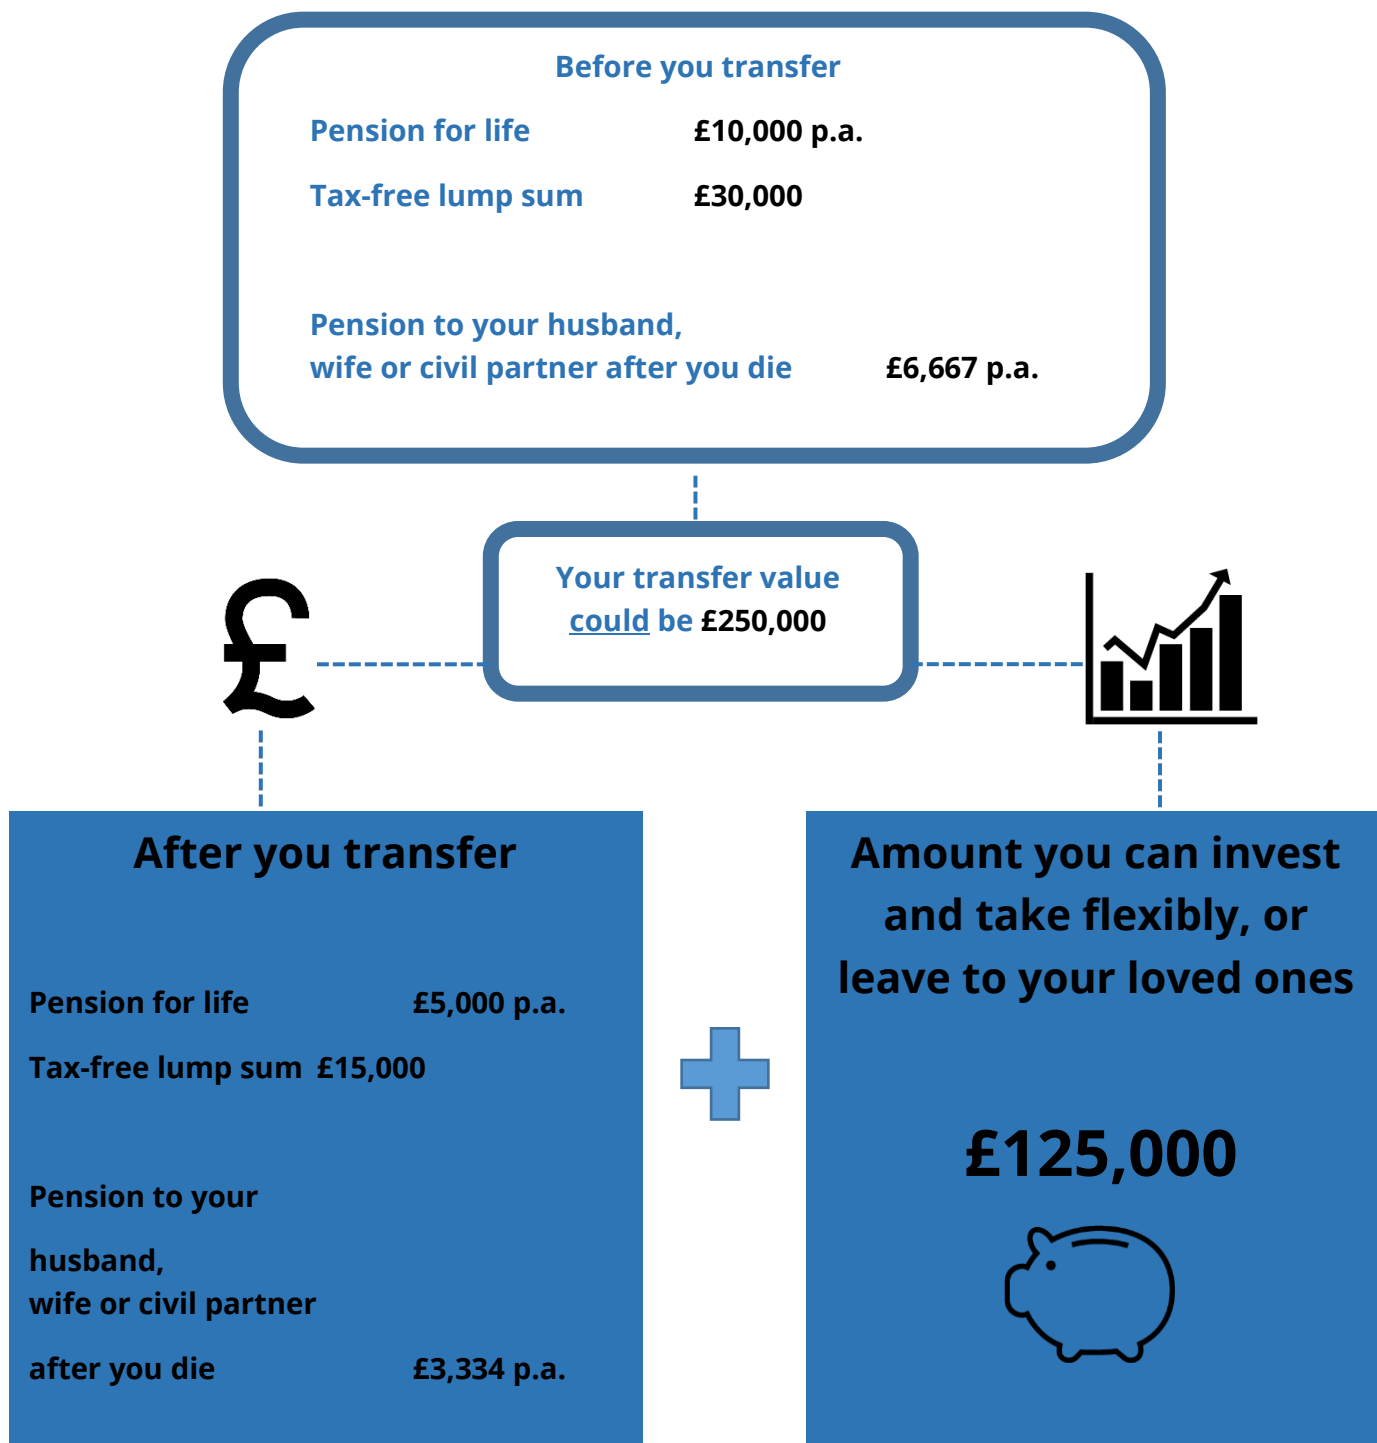 Before you transfer
Pension for life £10,000 p.a.
Tax-free lump sum £30,000
Pension to your husband,
wife or civil partner after you die £6,667 p.a.
Your transfer value
could be £250,000
£
After you transfer
Pension for life £5,000 p.a.
Tax-free lump sum £15,000
Pension to your
husband,
wife or civil partner
after you die £3,334 p.a.
Amount you can invest
and take flexibly, or
leave to your loved ones
£125,000